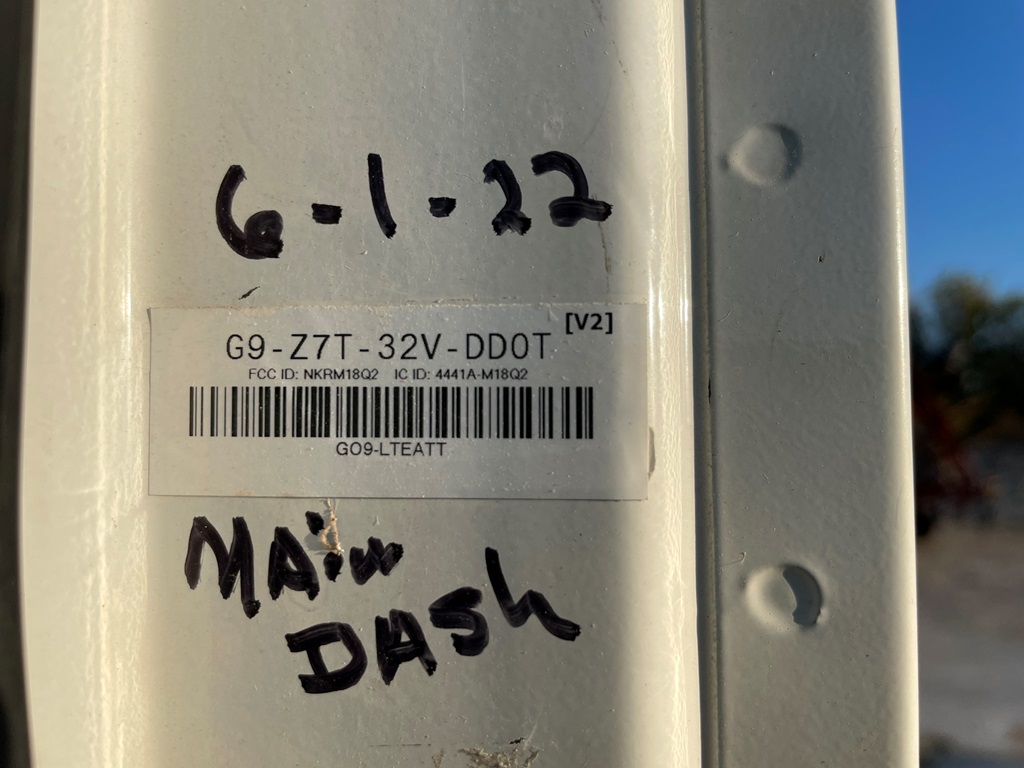 6-1-22
[V2]
G9-Z7T-32V-DD0T
FCC ID: NKRM18Q2 IC ID: 4441A-M18Q2
GO9-LTEATT
MAiN
DASh